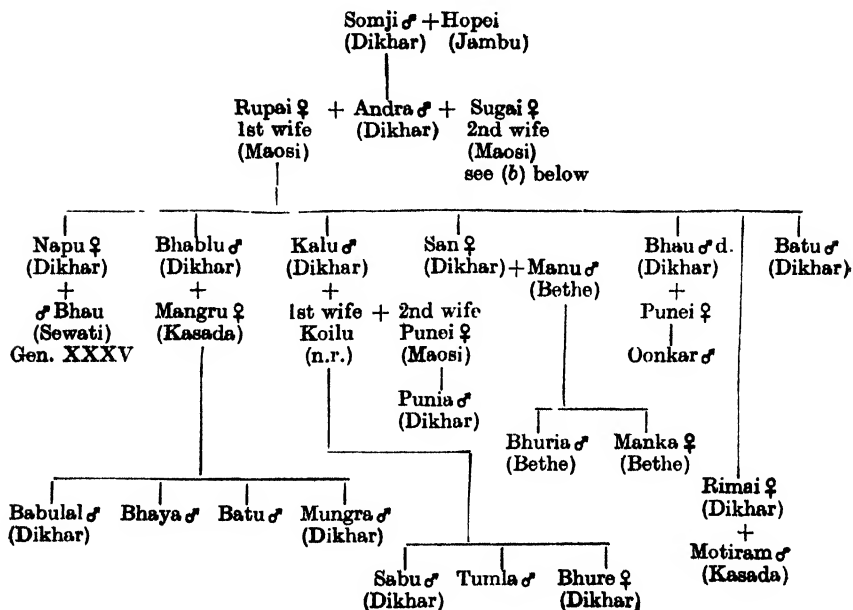 Somji ♂ + Hopei
(Dikhar) (Jambu)
Rupai ♀ + Andra ♂ + Sugai ♀
1st wife (Dikhar) 2nd wife
(Maosi) (Maosi)
see (b) below
Napu ♀ Bhablu ♂ Kalu ♂ San ♀ Bhau ♂ d. Batu ♂
(Dikhar) (Dikhar) (Dikhar) (Dikhar) + Manu ♂ (Dikhar) (Dikhar)
+ + + (Bethe) +
♂ Bhau Mangru ♀ 1st wife + 2nd wife Punei ♀
(Sewati) (Kasada) Koilu Punei ♀
Gen. XXXV (n.r.) (Maosi) Oonkar ♂
Punia ♂
(Dikhar)
Bhuria ♂ Manka ♀
(Bethe) (Bethe)
Rimai ♀
(Dikhar)
+
Motiram ♂
(Kasada)
Babulal ♂ Bhaya ♂ Batu ♂ Mungra ♂
(Dikhar) (Dikhar)
Sabu ♂ Tumla ♂ Bhure ♀
(Dikhar) (Dikhar)